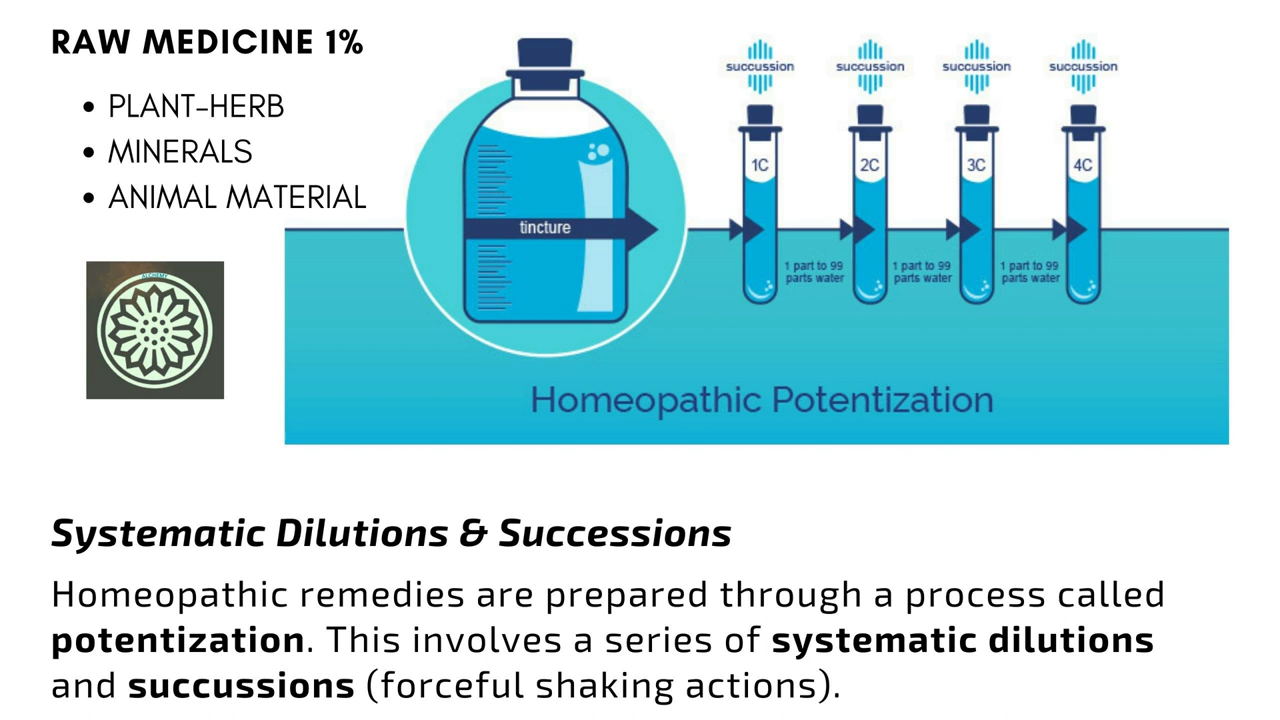 RAW MEDICINE 1%
• PLANT-HERB
• MINERALS
• ANIMAL MATERIAL
ALCHEMY
succussion
succussion
succussion
succussion
1C
2C
3C
4C
tincture
1 part to 99
parts water
1 part to 99
parts water
1 part to 99
parts water
Homeopathic Potentization
Systematic Dilutions & Successions
Homeopathic remedies are prepared through a process called
potentization. This involves a series of systematic dilutions
and succussions (forceful shaking actions).